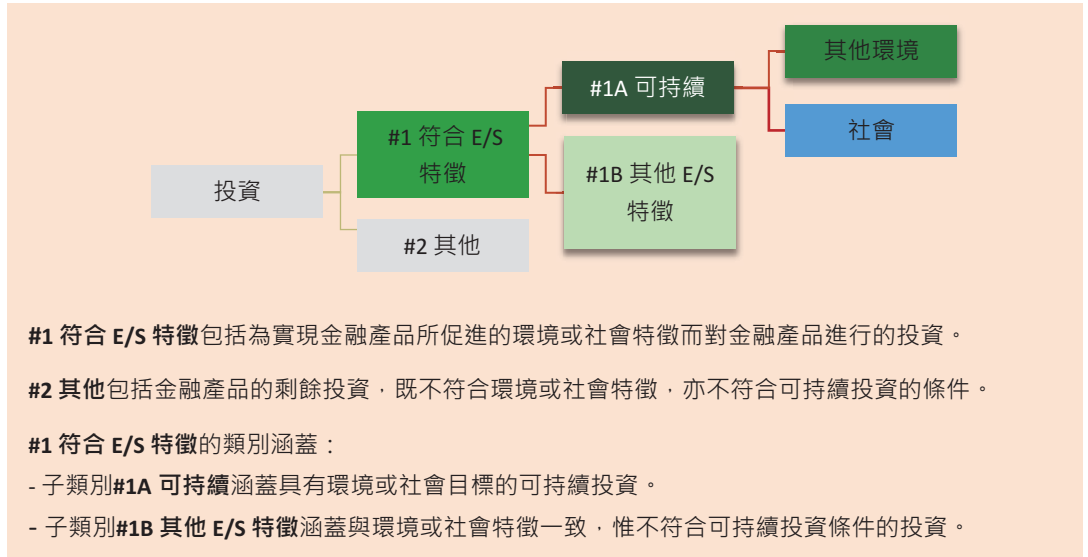 其他環境
#1A 可持續
社會
#1 符合 E/S
特徵
#1B 其他 E/S
特徵
投資
#2 其他
#1 符合 E/S 特徵包括為實現金融產品所促進的環境或社會特徵而對金融產品進行的投資。
#2 其他包括金融產品的剩餘投資，既不符合環境或社會特徵，亦不符合可持續投資的條件。
#1 符合 E/S 特徵的類別涵蓋：
- 子類別#1A 可持續涵蓋具有環境或社會目標的可持續投資。
- 子類別#1B 其他 E/S 特徵涵蓋與環境或社會特徵一致，惟不符合可持續投資條件的投資。